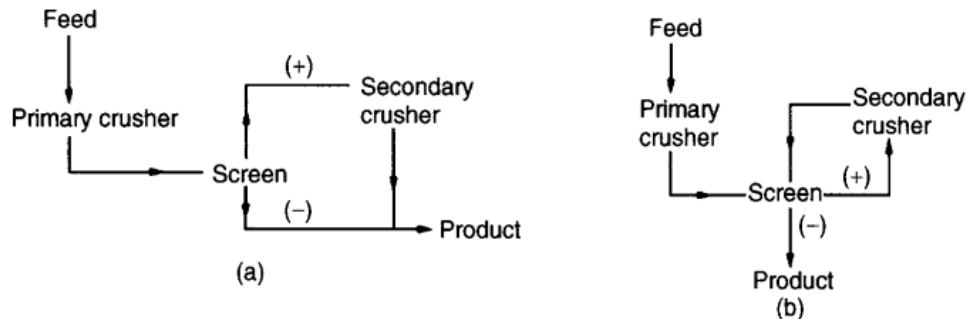 Feed
(+)
Secondary
crusher
Primary crusher
Screen
(−)
Product
(a)
Feed
Primary
crusher
Secondary
crusher
Screen
(+)
(−)
Product
(b)